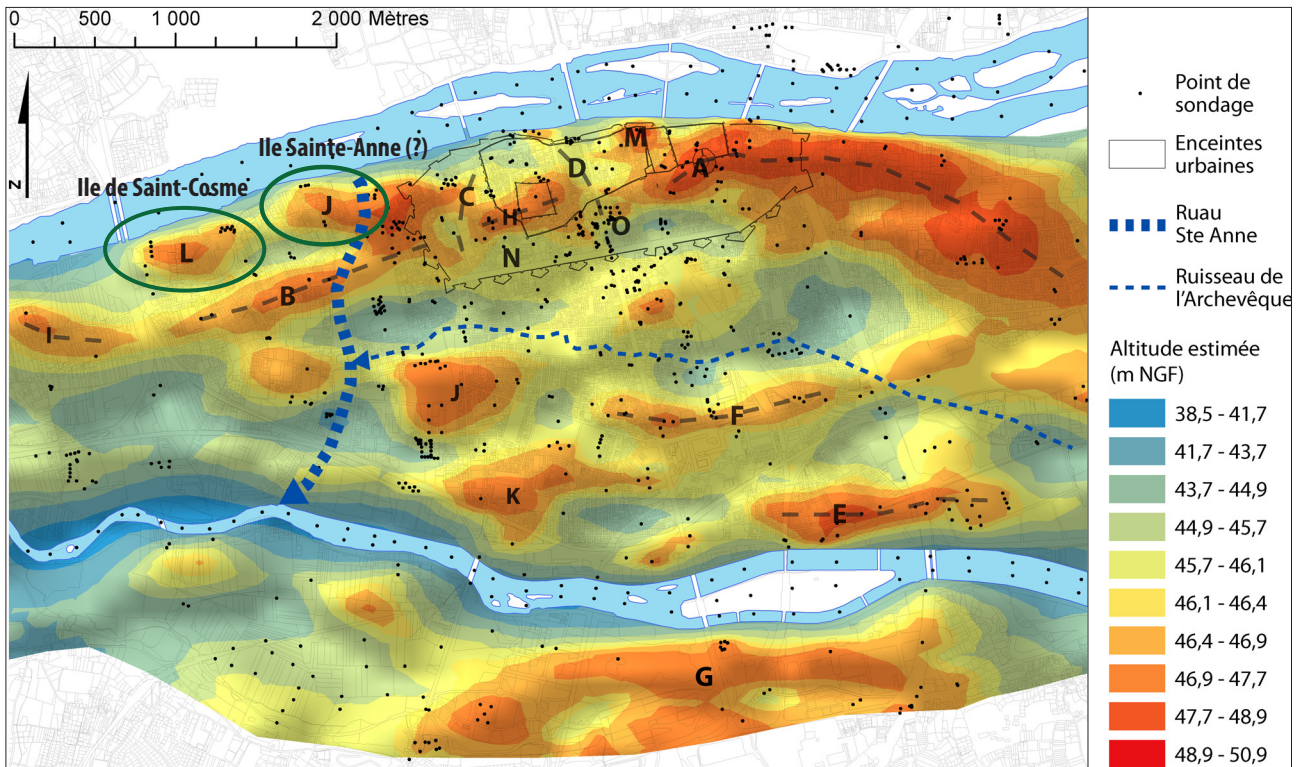 0 500 1 000 2 000 Mètres
N
Ile Sainte-Anne (?)
Ile de Saint-Cosme
M
D
A
C
J
H
O
L
N
B
I
J
F
K
E
G
Point de
sondage
Enceintes
urbaines
Ruau
Ste Anne
Ruisseau de
l'Archevêque
Altitude estimée
(m NGF)
38,5 - 41,7
41,7 - 43,7
43,7 - 44,9
44,9 - 45,7
45,7 - 46,1
46,1 - 46,4
46,4 - 46,9
46,9 - 47,7
47,7 - 48,9
48,9 - 50,9